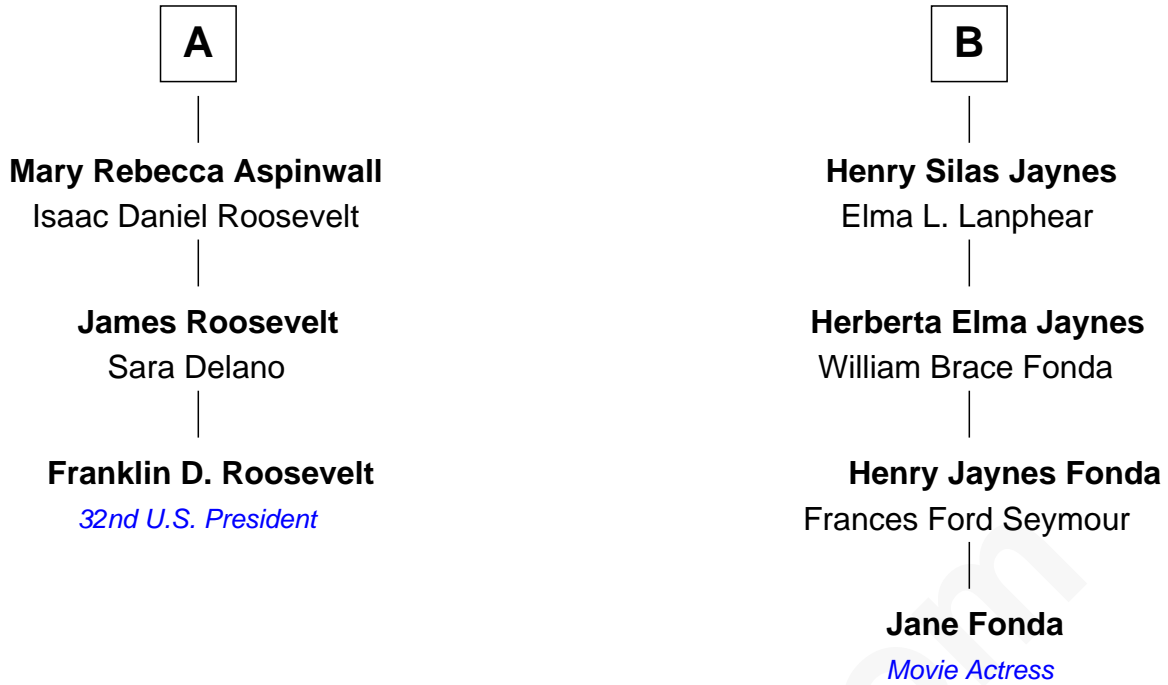 A
Mary Rebecca Aspinwall
Isaac Daniel Roosevelt
James Roosevelt
Sara Delano
Franklin D. Roosevelt
32nd U.S. President
B
Henry Silas Jaynes
Elma L. Lanphear
Herberta Elma Jaynes
William Brace Fonda
Henry Jaynes Fonda
Frances Ford Seymour
Jane Fonda
Movie Actress